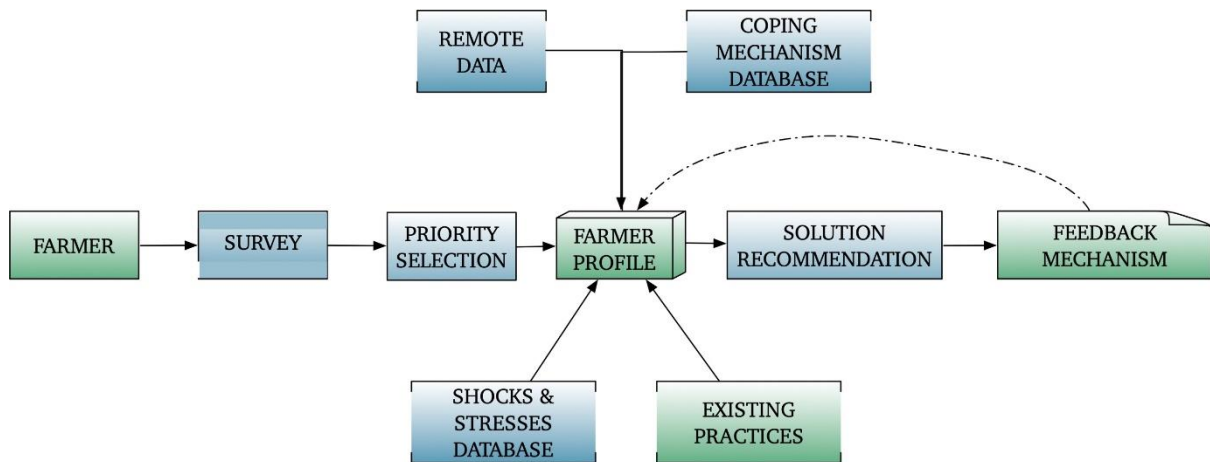 REMOTE
DATA
COPING
MECHANISM
DATABASE
FARMER
SURVEY
PRIORITY
SELECTION
FARMER
PROFILE
SOLUTION
RECOMMENDATION
FEEDBACK
MECHANISM
SHOCKS &
STRESSES
DATABASE
EXISTING
PRACTICES